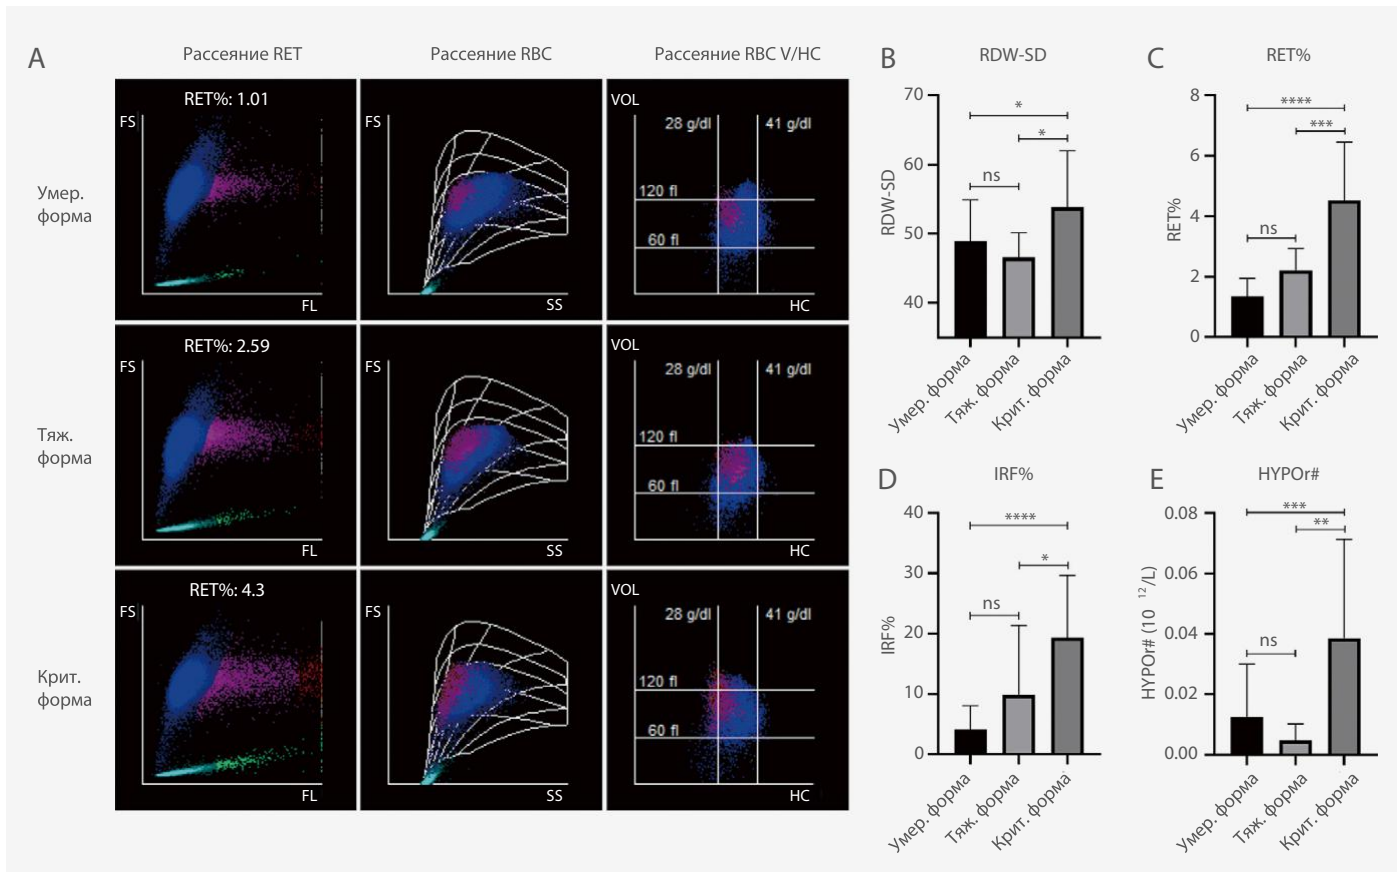 A
Рассеяние RET
Рассеяние RBC
Рассеяние RBC V/HC
Умер.
форма
RET%: 1.01
FS
FL
FS
SS
VOL
28 g/dl
41 g/dl
120 fl
60 fl
HC
Тяж.
форма
RET%: 2.59
FS
FL
FS
SS
VOL
28 g/dl
41 g/dl
120 fl
60 fl
HC
Крит.
форма
RET%: 4.3
FS
FL
FS
SS
VOL
28 g/dl
41 g/dl
120 fl
60 fl
HC
B
RDW-SD
RDW-SD
70
60
50
40
*
*
ns
Умер. форма
Тяж. форма
Крит. форма
C
RET%
RET%
8
6
4
2
0
****
***
ns
Умер. форма
Тяж. форма
Крит. форма
D
IRF%
IRF%
40
30
20
10
0
****
*
ns
Умер. форма
Тяж. форма
Крит. форма
E
HYPOr#
HYPOr# (10 12/L)
0.08
0.06
0.04
0.02
0.00
***
**
ns
Умер. форма
Тяж. форма
Крит. форма